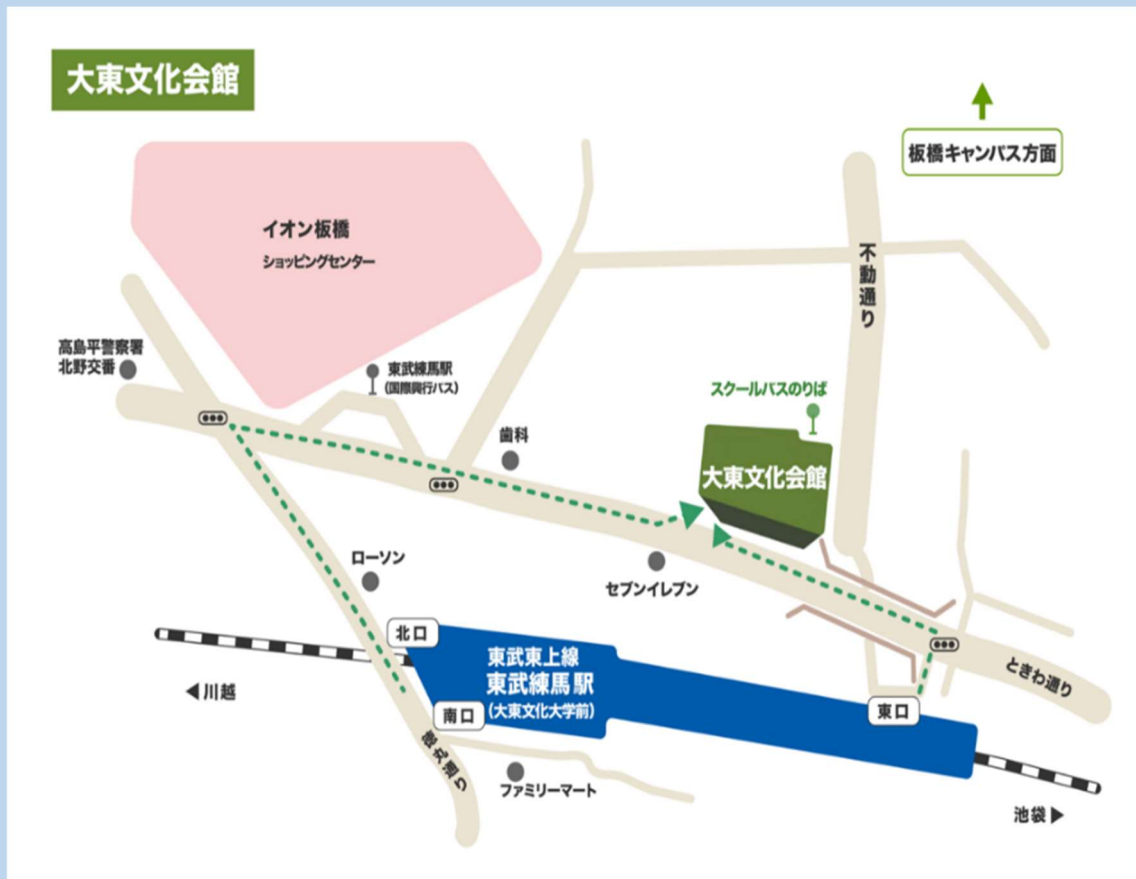 大東文化会館
板橋キャンパス方面
イオン板橋
ショッピングセンター
不動通り
高島平警察署
北野交番
東武練馬駅
(国際興行バス)
スクールバスのりば
歯科
大東文化会館
ローソン
セブンイレブン
北口
東武東上線
東武練馬駅
(大東文化大学前)
ときわ通り
◀川越
南口
東口
徳丸通り
ファミリーマート
池袋▶